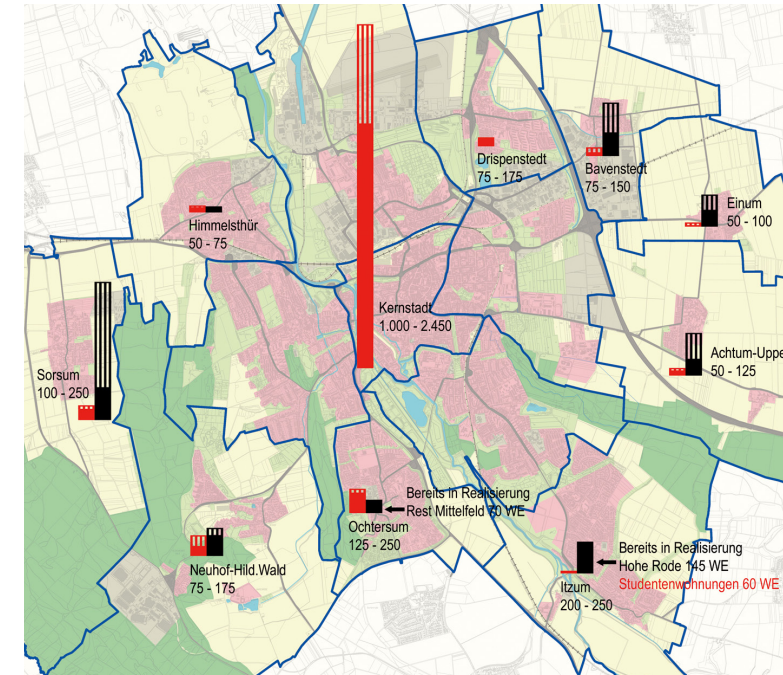 Drispenstedt
75 - 175
Bavenstedt
75 - 150
Einum
50 - 100
Himmelsthür
50 - 75
Kernstadt
1.000 - 2.450
Achtum-Uppe
50 - 125
Sorsum
100 - 250
Bereits in Realisierung
Rest Mittelfeld 70 WE
Ochtersum
125 - 250
Neuhof-Hild.Wald
75 - 175
Bereits in Realisierung
Hohe Rode 145 WE
Studentenwohnungen 60 WE
Itzum
200 - 250